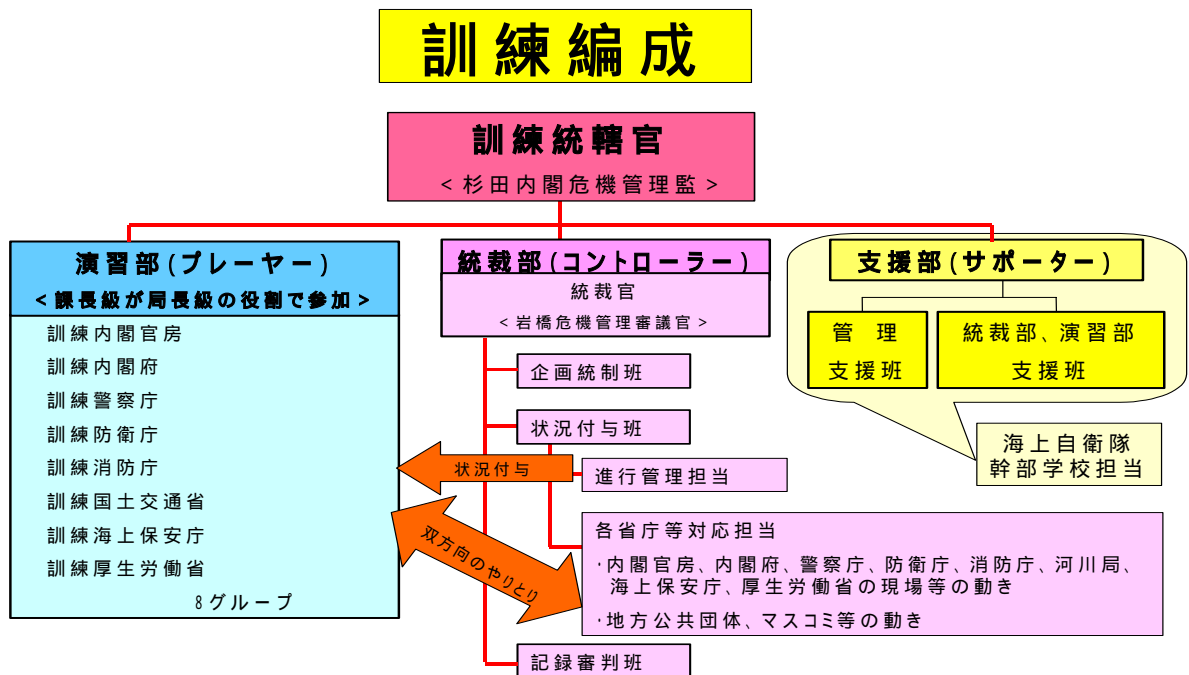 訓練編成
訓練統轄官
<杉田内閣危機管理監>
演習部(プレーヤー)
<課長級が局長級の役割で参加>
訓練内閣官房
訓練内閣府
訓練警察庁
訓練防衛庁
訓練消防庁
訓練国土交通省
訓練海上保安庁
訓練厚生労働省
8グループ
統裁部(コントローラー)
統裁官
<岩橋危機管理審議官>
企画統制班
状況付与班
状況付与
進行管理担当
双方向のやりとり
各省庁等対応担当
・内閣官房、内閣府、警察庁、防衛庁、消防庁、河川局、
海上保安庁、厚生労働省の現場等の動き
・地方公共団体、マスコミ等の動き
記録審判班
支援部(サポーター)
管 理
支援班
統裁部、演習部
支援班
海上自衛隊
幹部学校担当